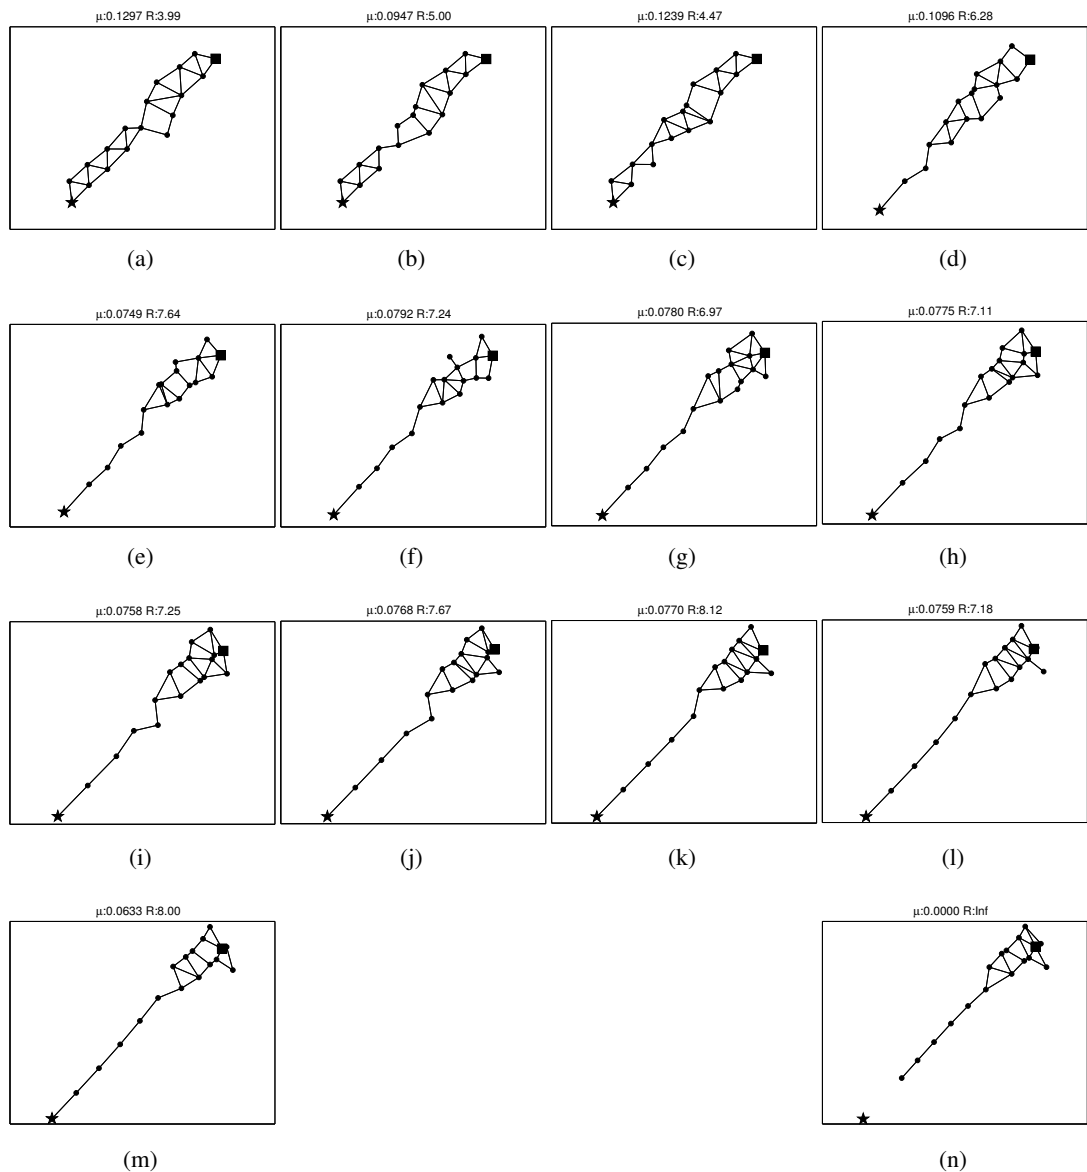 μ:0.1297 R:3.99
μ:0.0947 R:5.00
μ:0.1239 R:4.47
μ:0.1096 R:6.28
(a)
(b)
(c)
(d)
μ:0.0749 R:7.64
μ:0.0792 R:7.24
μ:0.0780 R:6.97
μ:0.0775 R:7.11
(e)
(f)
(g)
(h)
μ:0.0758 R:7.25
μ:0.0768 R:7.67
μ:0.0770 R:8.12
μ:0.0759 R:7.18
(i)
(j)
(k)
(l)
μ:0.0633 R:8.00
μ:0.0000 R:Inf
(m)
(n)